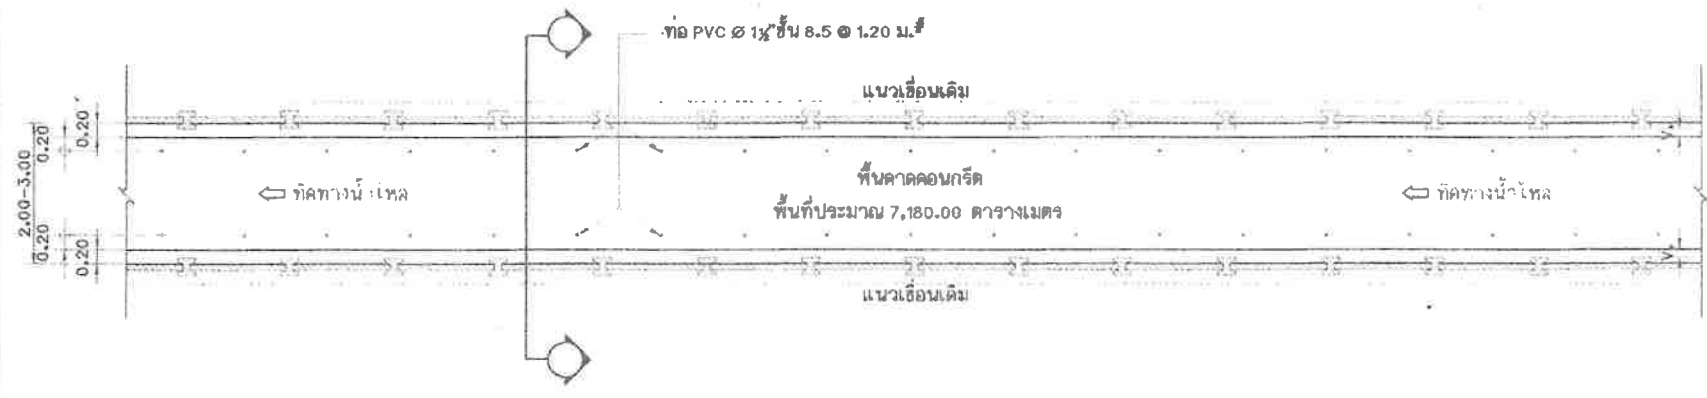 ท่อ PVC Ø 1½" ชั้น 8.5 @ 1.20 ม.#
แนวเขื่อนเดิม
0.20
0.20
2.00-3.00
พื้นดาดคอนกรีต
พื้นที่ประมาณ 7,180.00 ตารางเมตร
ทิศทางน้ำไหล
ทิศทางน้ำไหล
0.20
0.20
แนวเขื่อนเดิม